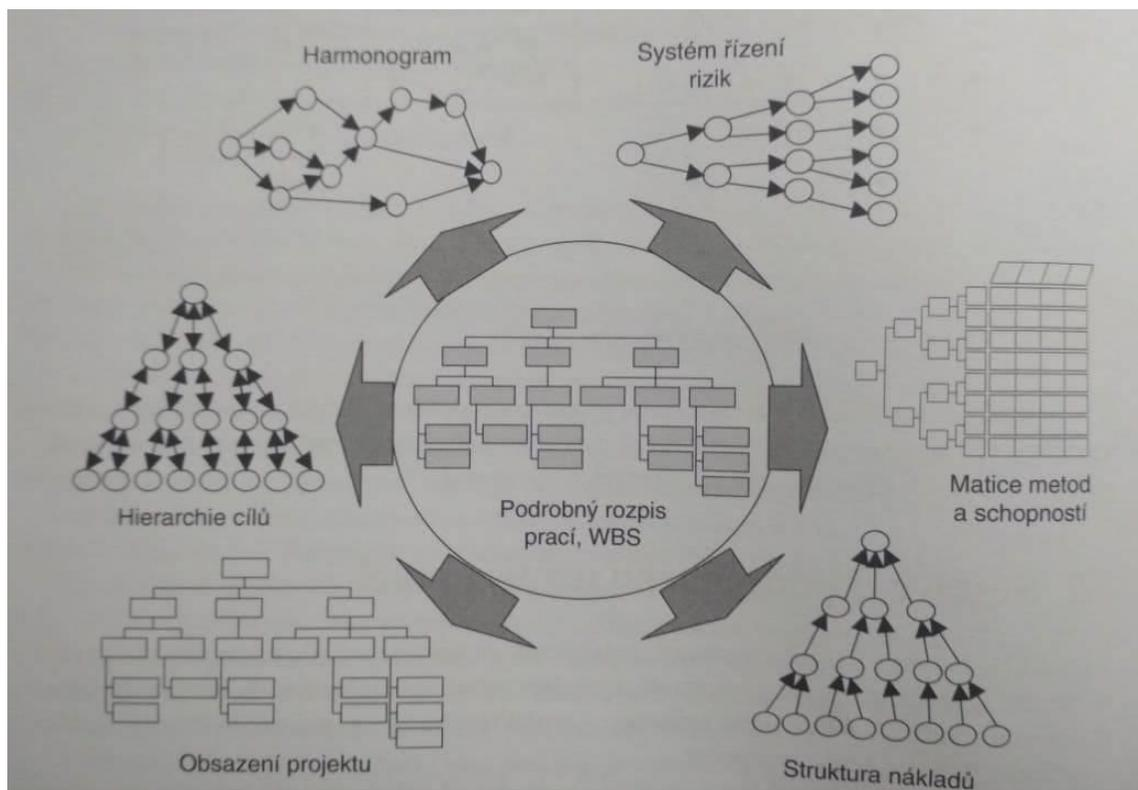 Harmonogram
Systém řízení
rizik
Hierarchie cílů
Podrobný rozpis
prací, WBS
Matice metod
a schopností
Obsazení projektu
Struktura nákladů